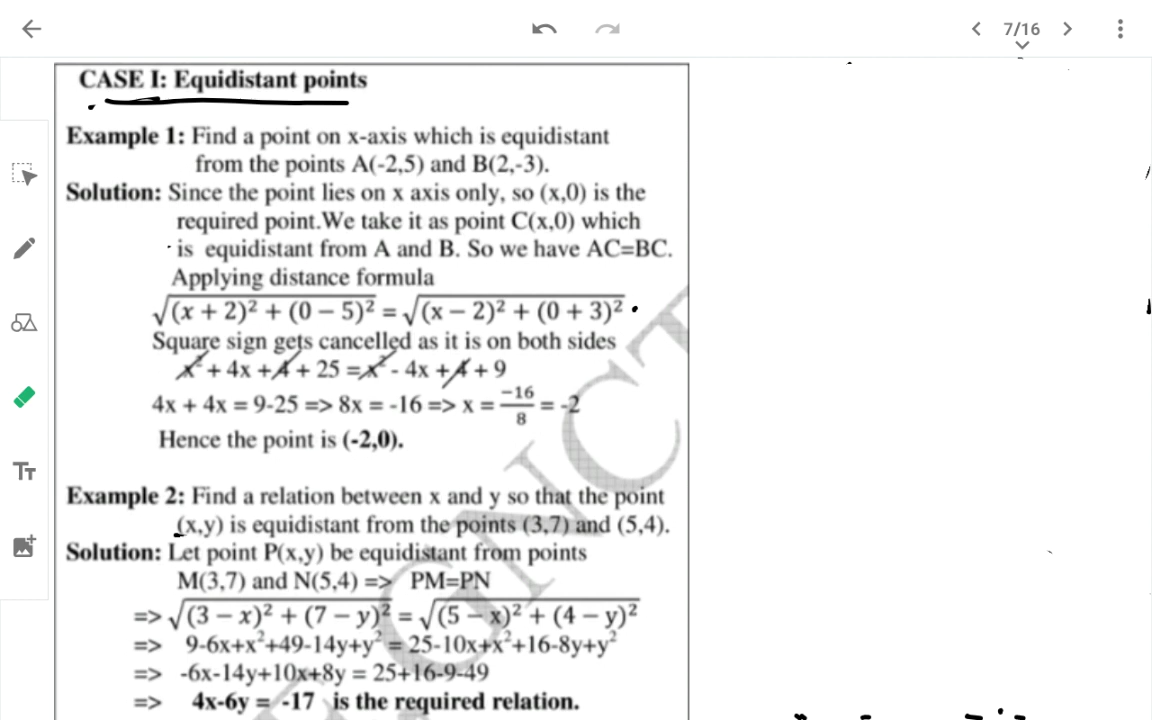 7/16
CASE I: Equidistant points
Example 1: Find a point on x-axis which is equidistant
from the points A(-2,5) and B(2,-3).
Solution: Since the point lies on x axis only, so (x,0) is the
required point.We take it as point C(x,0) which
is equidistant from A and B. So we have AC=BC.
Applying distance formula
√(x + 2)² + (0 – 5)² = √(x – 2)² + (0 + 3)²
Square sign gets cancelled as it is on both sides
x² + 4x + 4 + 25 = x² - 4x + 4 + 9
4x + 4x = 9-25 => 8x = -16 => x = −16/8 = -2
Hence the point is (-2,0).
Example 2: Find a relation between x and y so that the point
(x,y) is equidistant from the points (3,7) and (5,4).
Solution: Let point P(x,y) be equidistant from points
M(3,7) and N(5,4) => PM=PN
=> √(3 – x)² + (7 – y)² = √(5 – x)² + (4 – y)²
=> 9-6x+x²+49-14y+y² = 25-10x+x²+16-8y+y²
=> -6x-14y+10x+8y = 25+16-9-49
=> 4x-6y = -17 is the required relation.
Tт